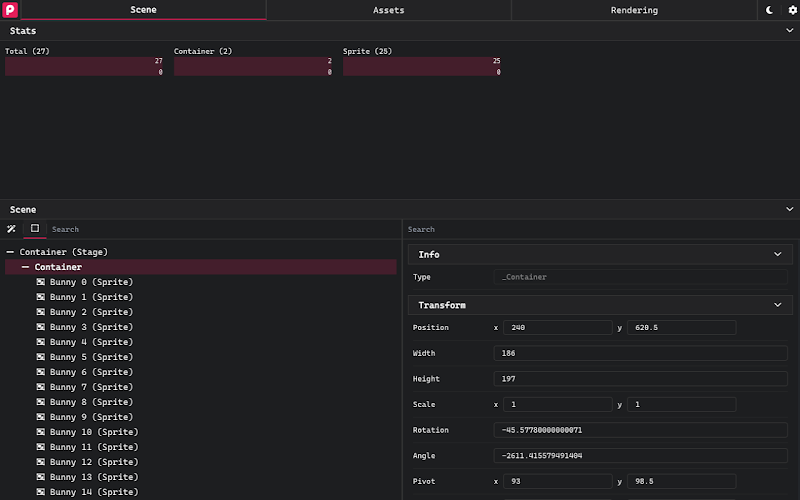 P
Scene Assets Rendering
Stats
Total (27) Container (2) Sprite (25)
27 2 25
0 0 0
Scene
Search Search
Container (Stage)
Container
Bunny 0 (Sprite)
Bunny 1 (Sprite)
Bunny 2 (Sprite)
Bunny 3 (Sprite)
Bunny 4 (Sprite)
Bunny 5 (Sprite)
Bunny 6 (Sprite)
Bunny 7 (Sprite)
Bunny 8 (Sprite)
Bunny 9 (Sprite)
Bunny 10 (Sprite)
Bunny 11 (Sprite)
Bunny 12 (Sprite)
Bunny 13 (Sprite)
Bunny 14 (Sprite)
Info
Type _Container
Transform
Position x 240 y 620.5
Width 186
Height 197
Scale x 1 y 1
Rotation -45.57780000000071
Angle -2611.415579491404
Pivot x 93 y 98.5